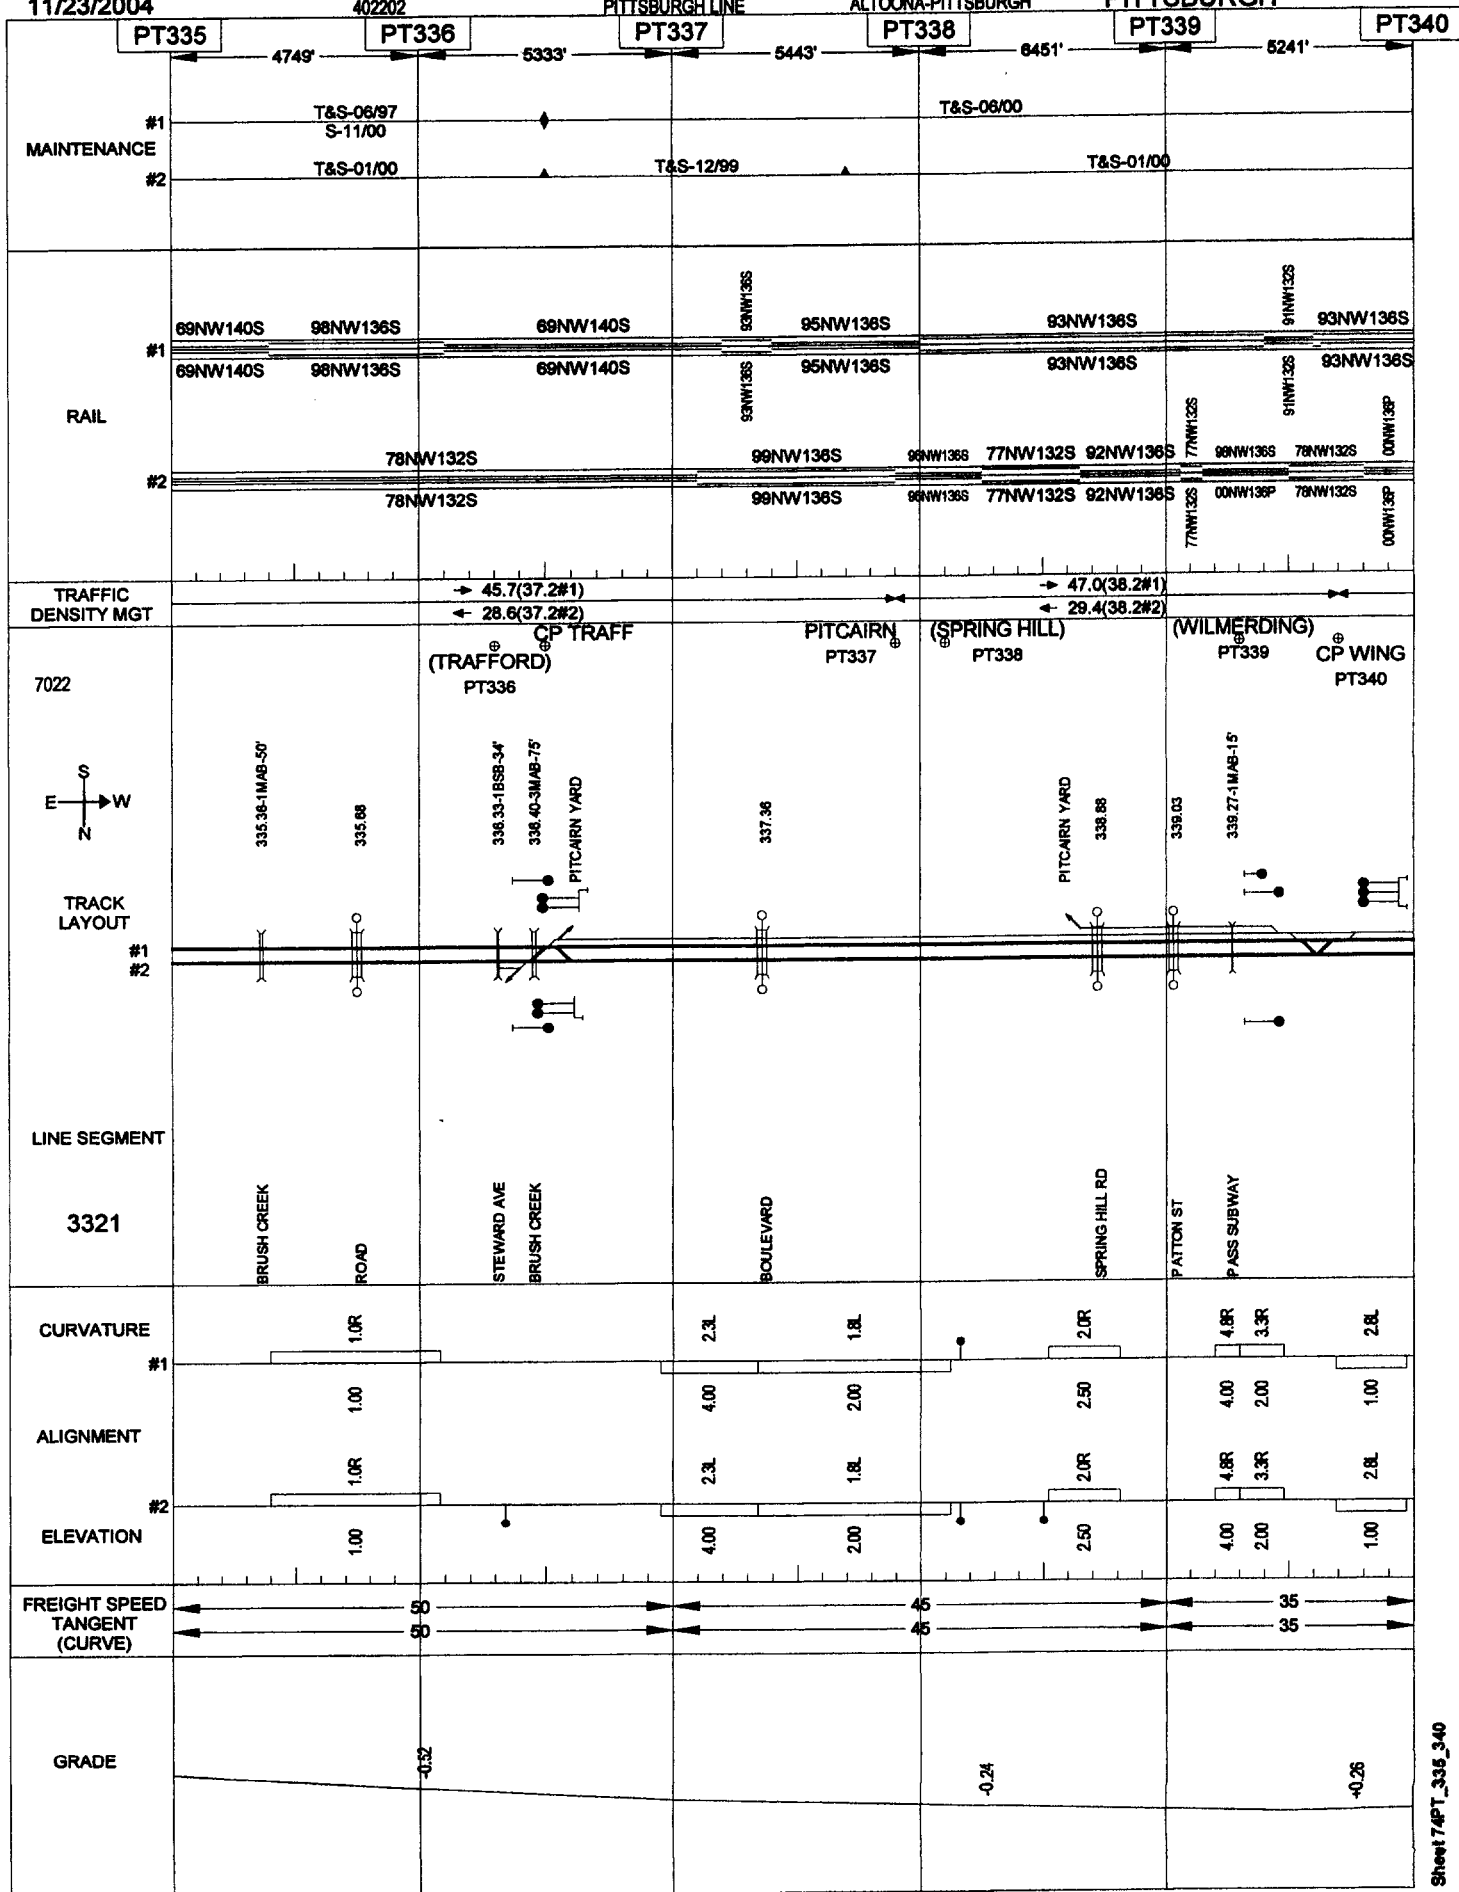 11/23/2004 402202 PITTSBURGH LINE ALTOONA-PITTSBURGH PITTSBURGH
PT335 PT336 PT337 PT338 PT339 PT340
4749' 5333' 5443' 6451' 5241'
#1 T&S-06/97 T&S-06/00
S-11/00
MAINTENANCE
#2 T&S-01/00 T&S-12/99 T&S-01/00
93NW136S 91NW132S
69NW140S 98NW136S 69NW140S 95NW136S 93NW136S 93NW136S
#1
69NW140S 98NW136S 69NW140S 95NW136S 93NW136S 93NW136S
93NW136S 91NW132S
RAIL
77NW132S 00NW136P
78NW132S 99NW136S 96NW136S 77NW132S 92NW136S 98NW136S 78NW132S
#2
78NW132S 99NW136S 96NW136S 77NW132S 92NW136S 00NW136P 78NW132S
77NW132S 00NW136P
TRAFFIC
DENSITY MGT
45.7(37.2#1) 47.0(38.2#1)
28.6(37.2#2) 29.4(38.2#2)
CP TRAFF PITCAIRN (SPRING HILL) (WILMERDING)
(TRAFFORD) PT337 PT338 PT339 CP WING
PT336 PT340
7022
335.36-1MAB-50' 335.68 336.33-1BSB-34' 336.40-3MAB-75' PITCAIRN YARD 337.36 PITCAIRN YARD 338.88 339.03 339.27-1MAB-15'
S
E W
N
TRACK
LAYOUT
#1
#2
LINE SEGMENT
3321
BRUSH CREEK ROAD STEWARD AVE BRUSH CREEK BOULEVARD SPRING HILL RD PATTON ST PASS SUBWAY
CURVATURE
1.0R 2.3L 1.8L 2.0R 4.8R 3.3R 2.8L
#1
1.00 4.00 2.00 2.50 4.00 2.00 1.00
ALIGNMENT
1.0R 2.3L 1.8L 2.0R 4.8R 3.3R 2.8L
#2
ELEVATION
1.00 4.00 2.00 2.50 4.00 2.00 1.00
FREIGHT SPEED
TANGENT
(CURVE)
50 45 35
50 45 35
GRADE
-0.52 -0.24 +0.26
Sheet 74PT_335_340